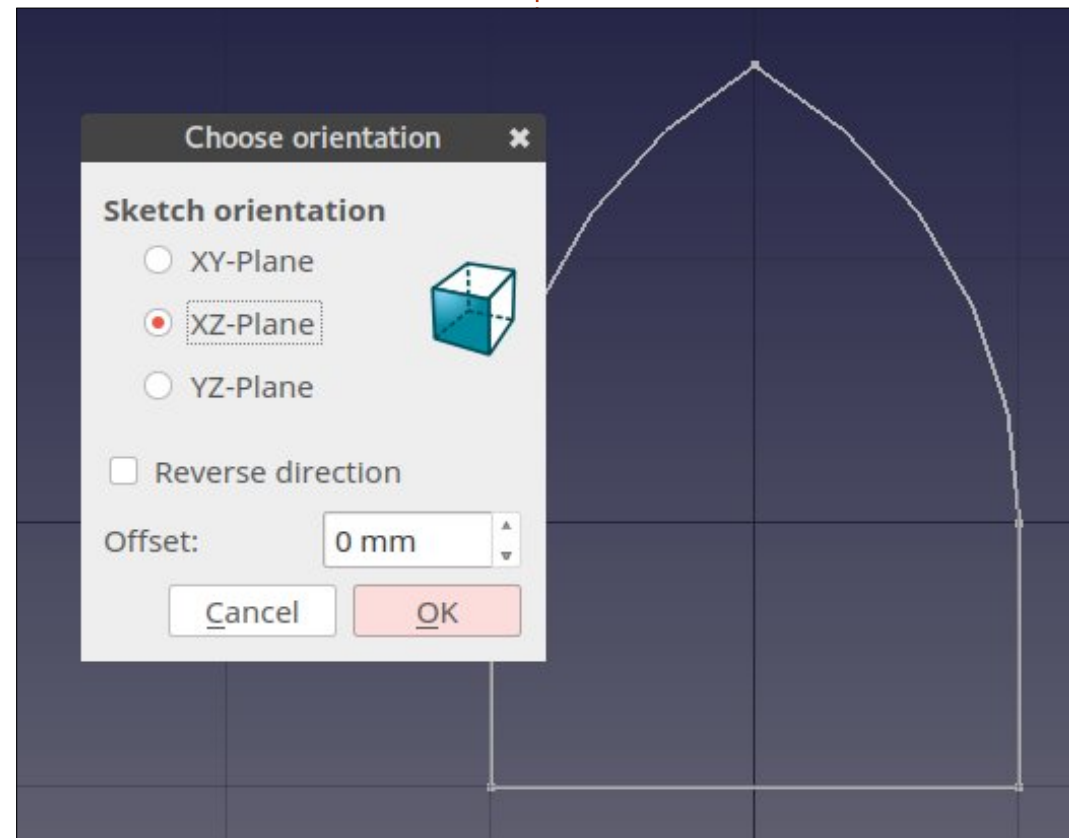 Choose orientation
Sketch orientation
XY-Plane
XZ-Plane
YZ-Plane
Reverse direction
Offset: 0 mm
Cancel OK